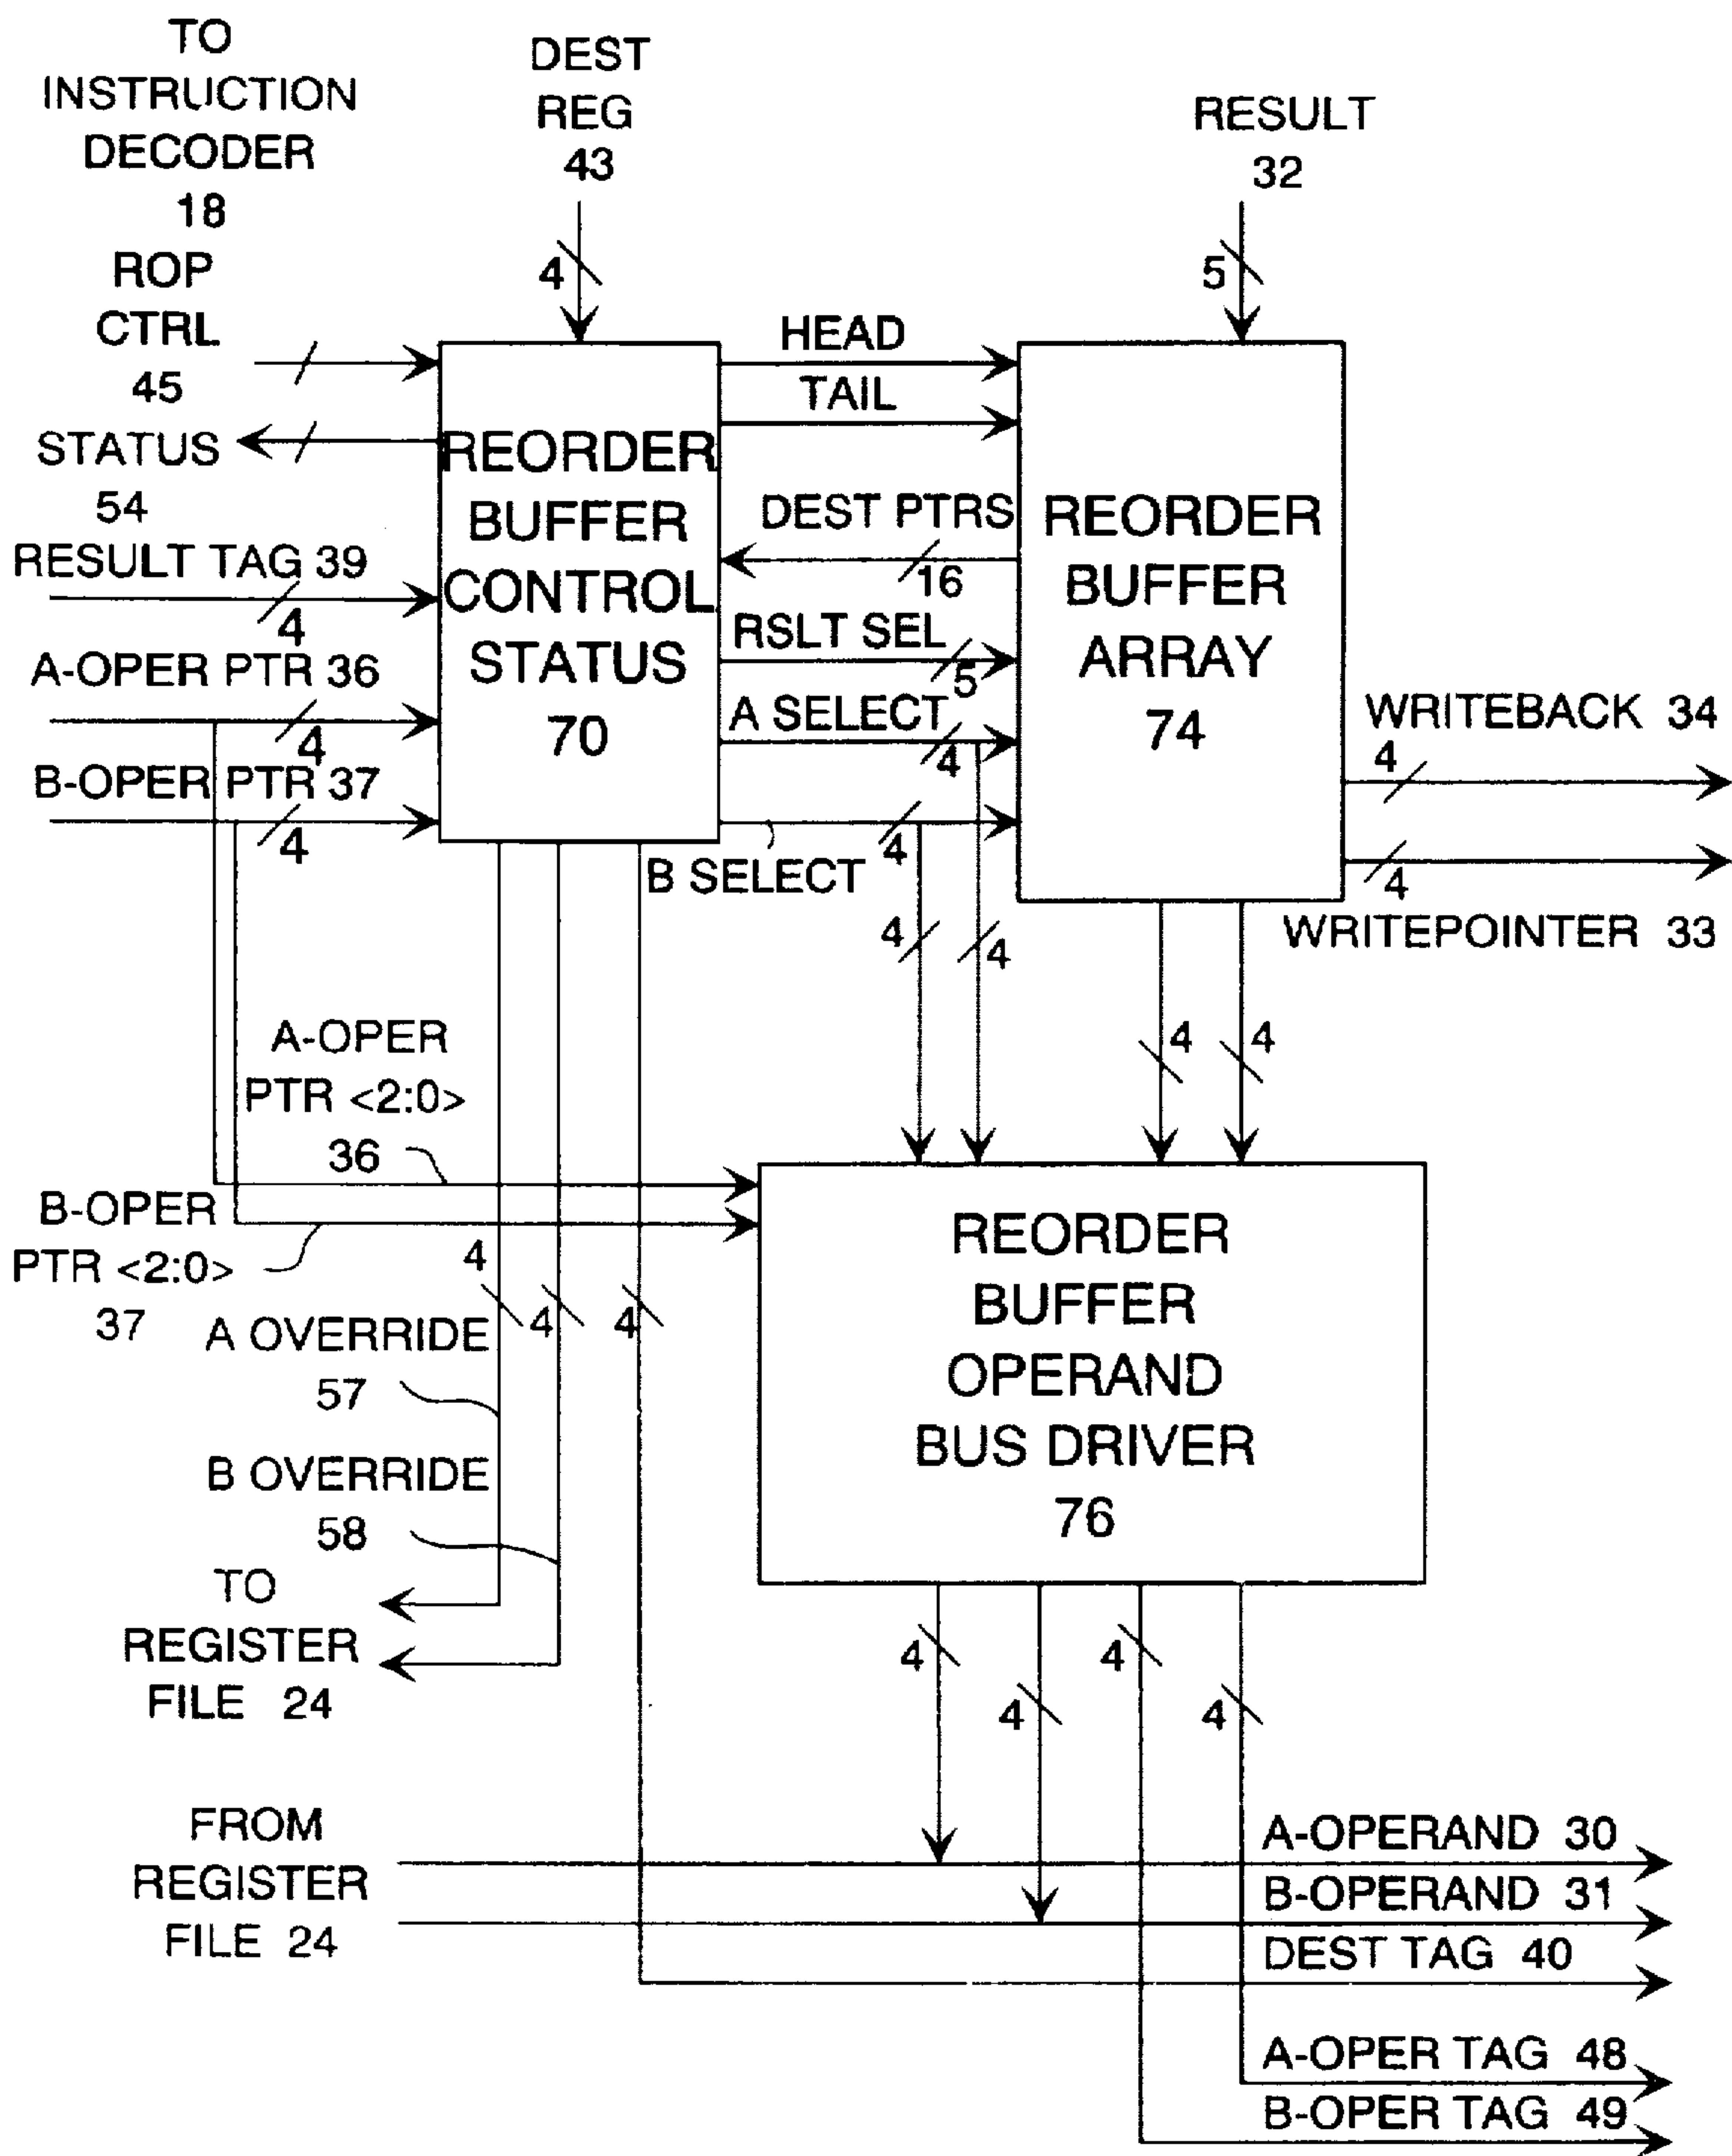 TO
INSTRUCTION
DECODER
18
ROP
CTRL
45
STATUS
54
RESULT TAG 39
4
A-OPER PTR 36
4
B-OPER PTR 37
4
DEST
REG
43
4
RESULT
32
5
REORDER
BUFFER
CONTROL
STATUS
70
HEAD
TAIL
DEST PTRS
16
RSLT SEL
5
A SELECT
4
4
B SELECT
REORDER
BUFFER
ARRAY
74
WRITEBACK 34
4
4
WRITEPOINTER 33
4
4
4
4
A-OPER
PTR <2:0>
36
B-OPER
PTR <2:0>
37
4
4
4
A OVERRIDE
57
B OVERRIDE
58
TO
REGISTER
FILE 24
REORDER
BUFFER
OPERAND
BUS DRIVER
76
4
4
4
4
FROM
REGISTER
FILE 24
A-OPERAND 30
B-OPERAND 31
DEST TAG 40
A-OPER TAG 48
B-OPER TAG 49